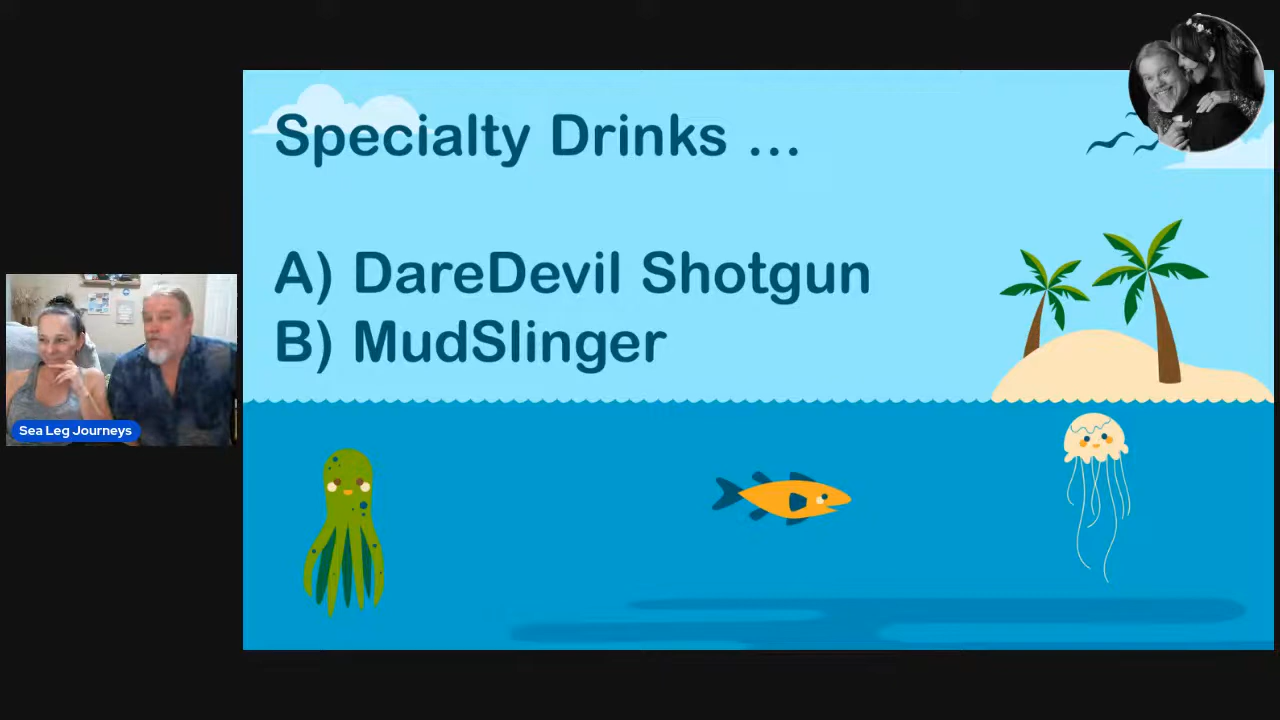 Specialty Drinks ...
A) DareDevil Shotgun
B) MudSlinger
Sea Leg Journeys